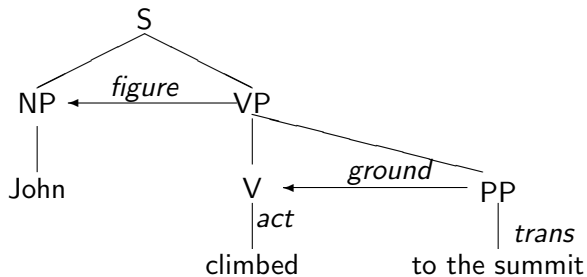 S
NP figure VP
John V ground PP
act trans
climbed to the summit